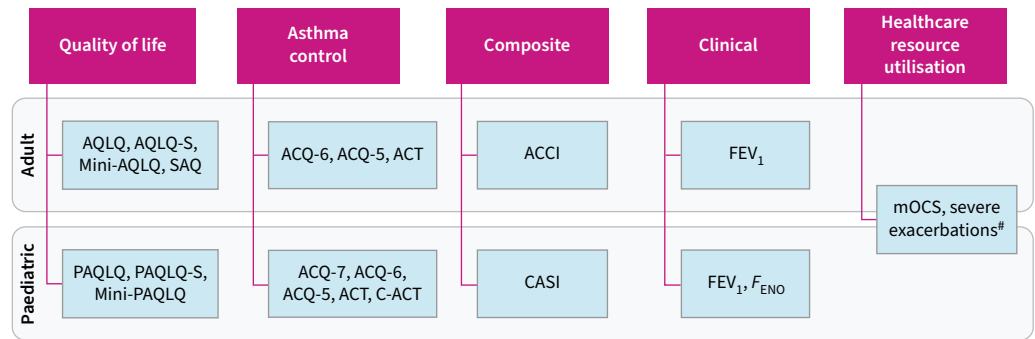 Quality of life
Asthma
control
Composite
Clinical
Healthcare
resource
utilisation
Adult
AQLQ, AQLQ-S,
Mini-AQLQ, SAQ
ACQ-6, ACQ-5, ACT
ACCI
FEV₁
mOCS, severe
exacerbations#
Paediatric
PAQLQ, PAQLQ-S,
Mini-PAQLQ
ACQ-7, ACQ-6,
ACQ-5, ACT, C-ACT
CASI
FEV₁, FENO